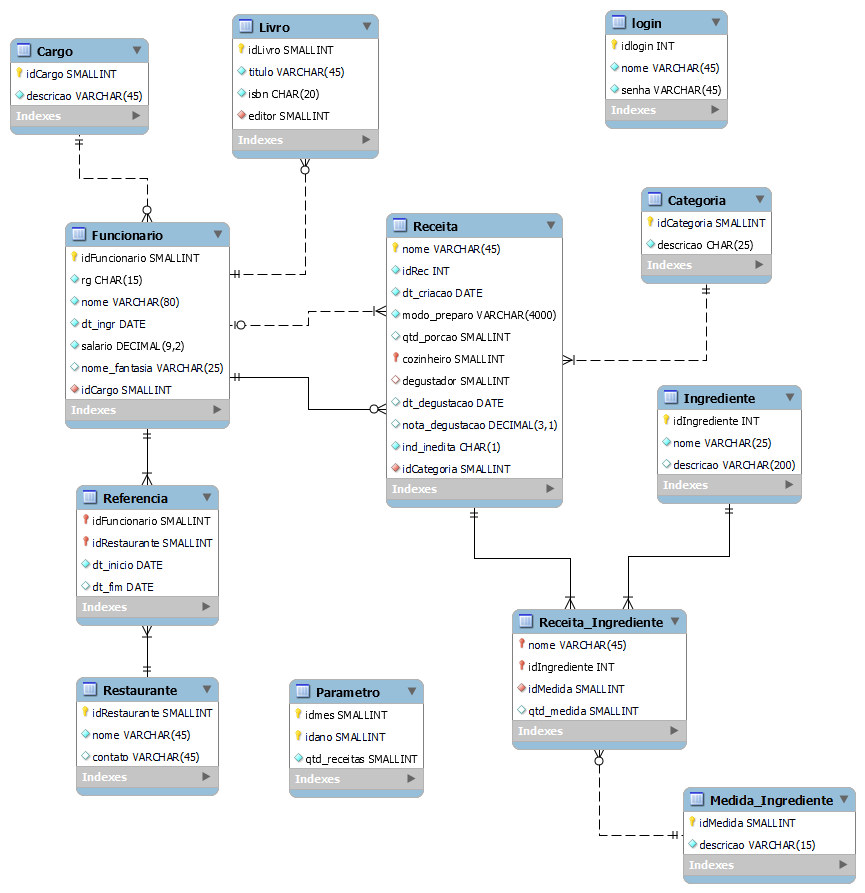 Cargo
idCargo SMALLINT
descricao VARCHAR(45)
Indexes
Livro
idLivro SMALLINT
titulo VARCHAR(45)
isbn CHAR(20)
editor SMALLINT
Indexes
login
idlogin INT
nome VARCHAR(45)
senha VARCHAR(45)
Indexes
Funcionario
idFuncionario SMALLINT
rg CHAR(15)
nome VARCHAR(80)
dt_ingr DATE
salario DECIMAL(9,2)
nome_fantasia VARCHAR(25)
idCargo SMALLINT
Indexes
Receita
nome VARCHAR(45)
idRec INT
dt_criacao DATE
modo_preparo VARCHAR(4000)
qtd_porcao SMALLINT
cozinheiro SMALLINT
degustador SMALLINT
dt_degustacao DATE
nota_degustacao DECIMAL(3,1)
ind_inedita CHAR(1)
idCategoria SMALLINT
Indexes
Categoria
idCategoria SMALLINT
descricao CHAR(25)
Indexes
Ingrediente
idIngrediente INT
nome VARCHAR(25)
descricao VARCHAR(200)
Indexes
Referencia
idFuncionario SMALLINT
idRestaurante SMALLINT
dt_inicio DATE
dt_fim DATE
Indexes
Receita_Ingrediente
nome VARCHAR(45)
idIngrediente INT
idMedida SMALLINT
qtd_medida SMALLINT
Indexes
Restaurante
idRestaurante SMALLINT
nome VARCHAR(45)
contato VARCHAR(45)
Indexes
Parametro
idmes SMALLINT
idano SMALLINT
qtd_receitas SMALLINT
Indexes
Medida_Ingrediente
idMedida SMALLINT
descricao VARCHAR(15)
Indexes